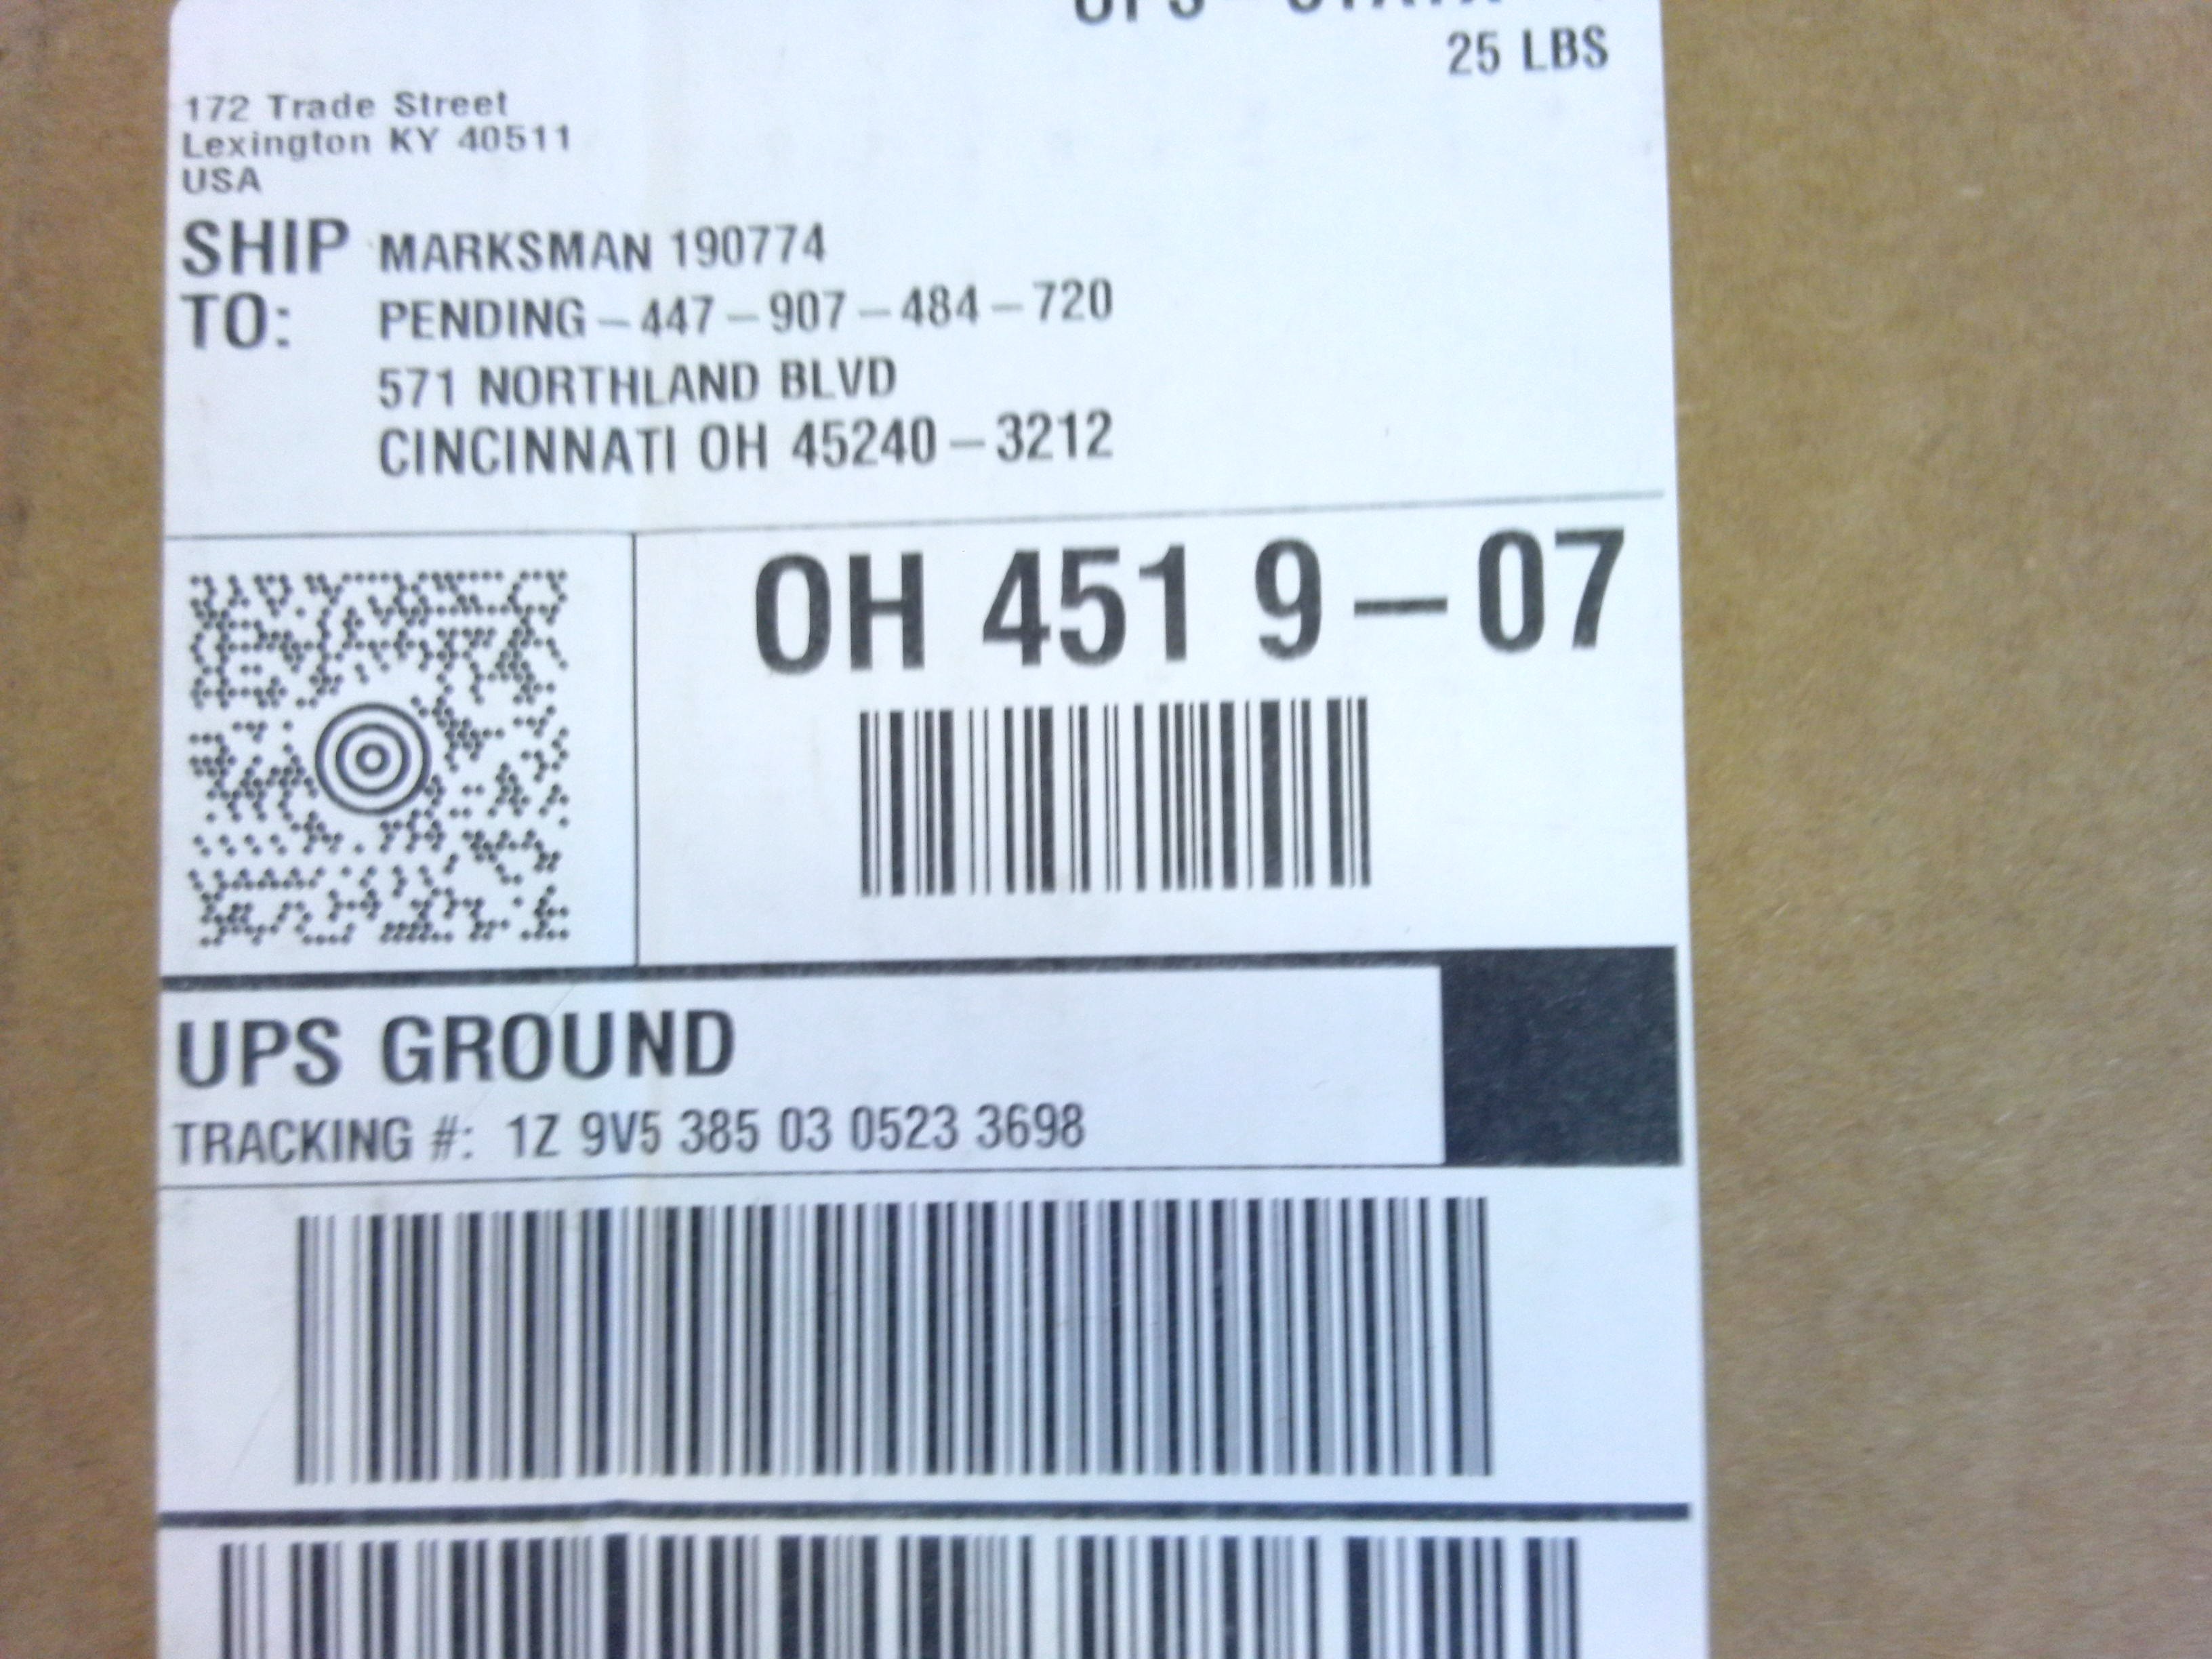 25 LBS
172 Trade Street
Lexington KY 40511
USA
SHIP TO: MARKSMAN 190774
PENDING-447-907-484-720
571 NORTHLAND BLVD
CINCINNATI OH 45240-3212
OH 451 9-07
UPS GROUND
TRACKING #: 1Z 9V5 385 03 0523 3698